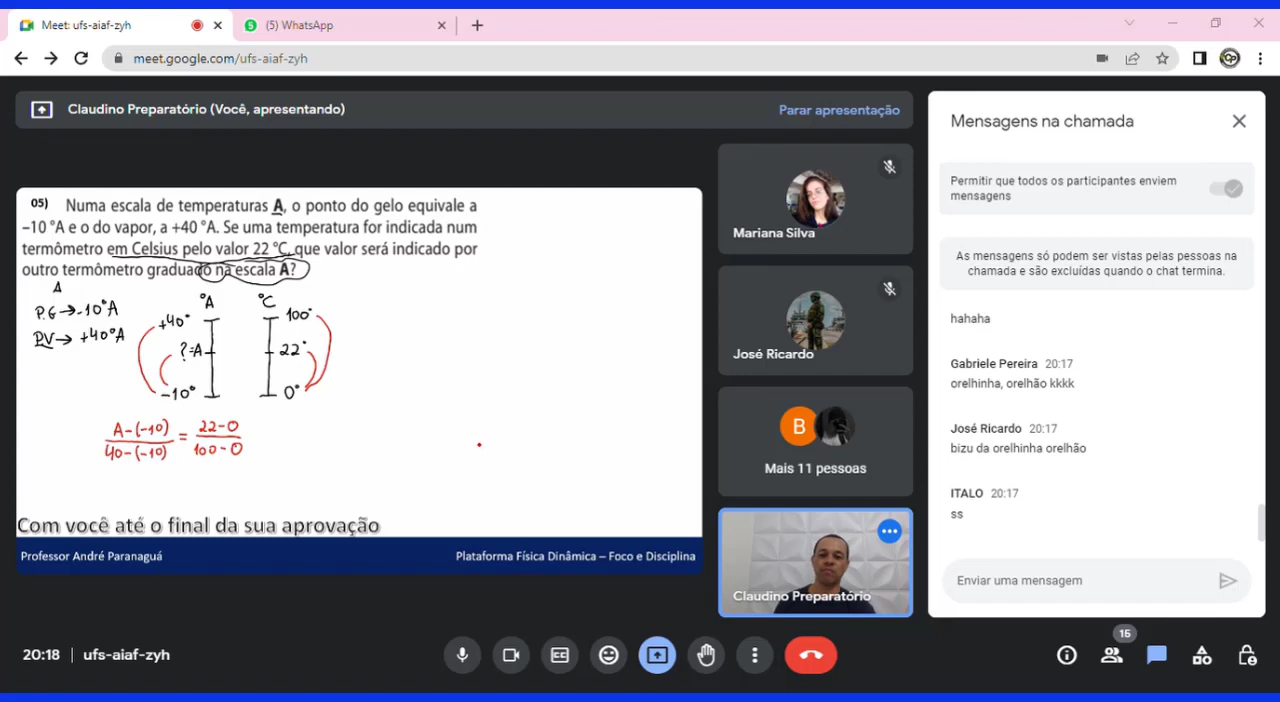 Meet: ufs-aiaf-zyh
(5) WhatsApp
meet.google.com/ufs-aiaf-zyh
Claudino Preparatório (Você, apresentando)
Parar apresentação
05) Numa escala de temperaturas A, o ponto do gelo equivale a
–10 °A e o do vapor, a +40 °A. Se uma temperatura for indicada num
termômetro em Celsius pelo valor 22 °C, que valor será indicado por
outro termômetro graduado na escala A?
A
P.G → -10°A
PV → +40°A
°A
°C
+40°
100°
?=A
22°
-10°
0°
A-(-10) = 22-0
40-(-10) 100-0
Com você até o final da sua aprovação
Professor André Paranaguá
Plataforma Física Dinâmica – Foco e Disciplina
Mariana Silva
José Ricardo
B
Mais 11 pessoas
Claudino Preparatório
Mensagens na chamada
Permitir que todos os participantes enviem
mensagens
As mensagens só podem ser vistas pelas pessoas na
chamada e são excluídas quando o chat termina.
hahaha
Gabriele Pereira 20:17
orelhinha, orelhão kkkk
José Ricardo 20:17
bizu da orelhinha orelhão
ITALO 20:17
ss
Enviar uma mensagem
20:18 | ufs-aiaf-zyh
15